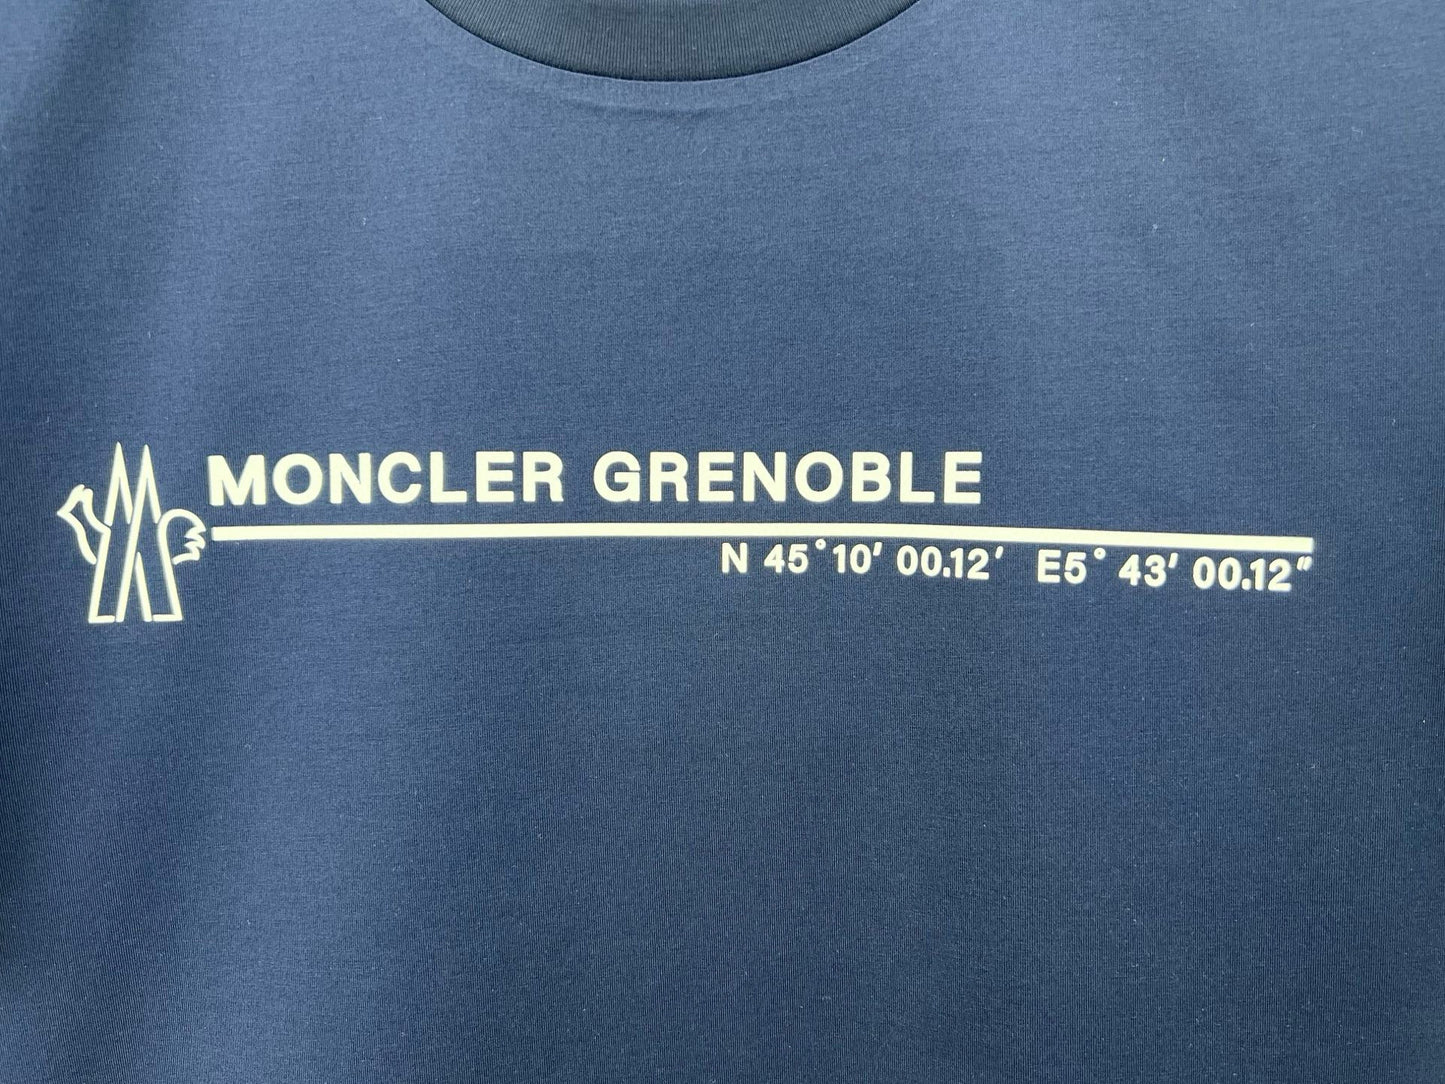 MONCLER GRENOBLE
N 45° 10' 00.12' E5° 43' 00.12"